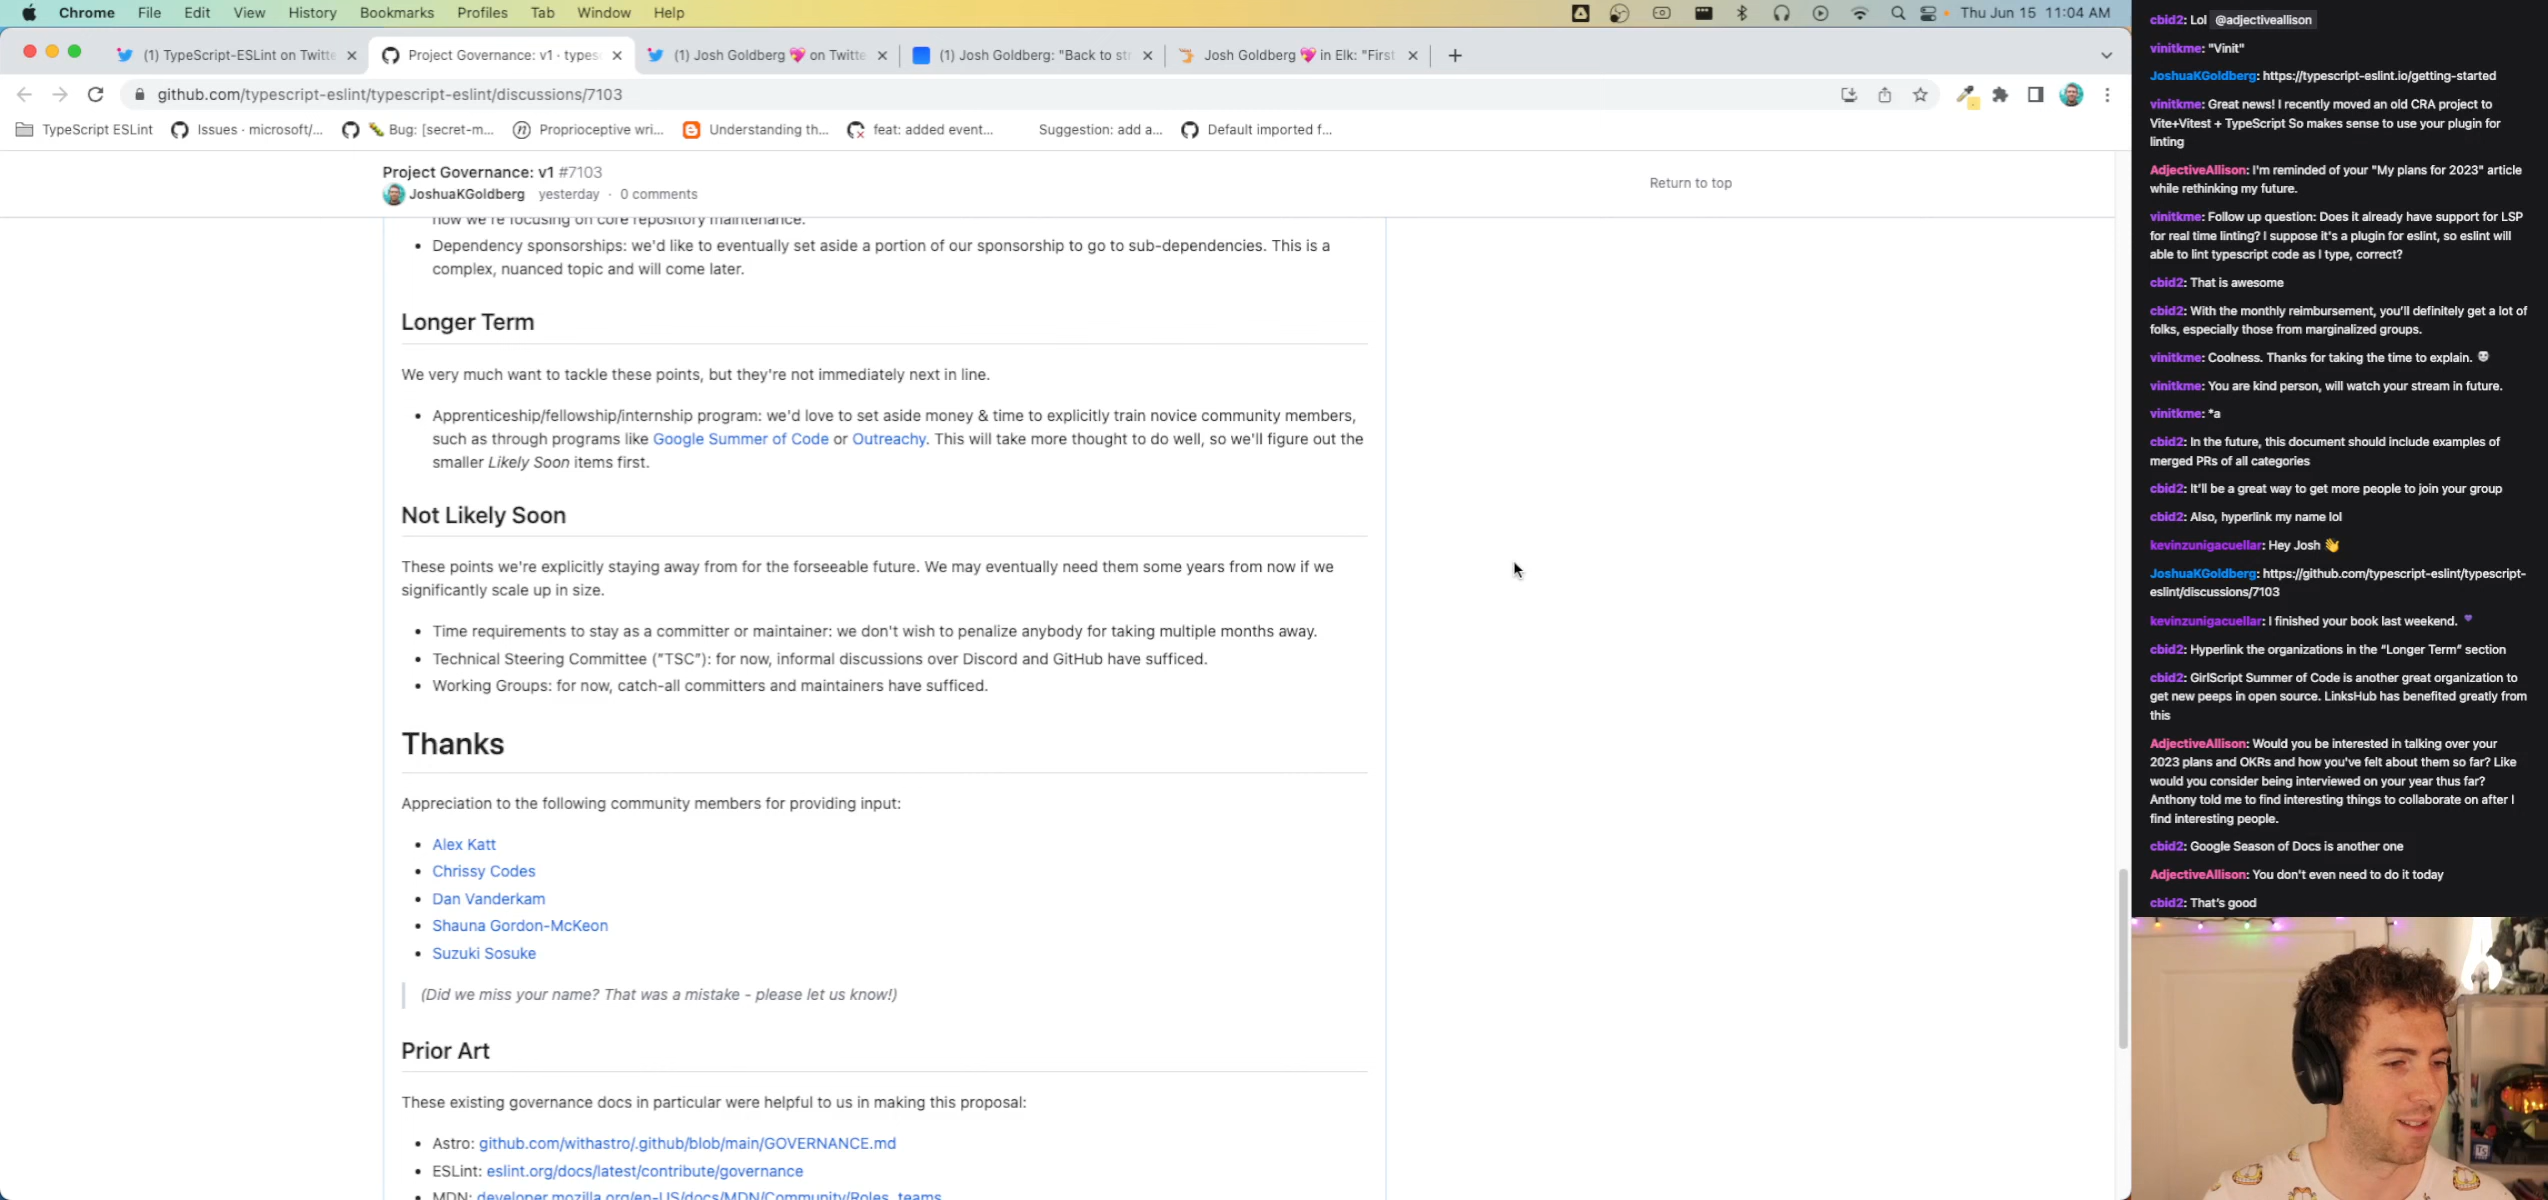 Chrome File Edit View History Bookmarks Profiles Tab Window Help Thu Jun 15 11:04 AM
(1) TypeScript-ESLint on Twitte Project Governance: v1 · types (1) Josh Goldberg 💖 on Twitte (1) Josh Goldberg: "Back to str Josh Goldberg 💖 in Elk: "First
github.com/typescript-eslint/typescript-eslint/discussions/7103
TypeScript ESLint Issues · microsoft/... 🐛 Bug: [secret-m... Proprioceptive wri... Understanding th... feat: added event... Suggestion: add a... Default imported f...
Project Governance: v1 #7103
JoshuaKGoldberg yesterday · 0 comments
Return to top
now we're focusing on core repository maintenance.
• Dependency sponsorships: we'd like to eventually set aside a portion of our sponsorship to go to sub-dependencies. This is a
complex, nuanced topic and will come later.
Longer Term
We very much want to tackle these points, but they're not immediately next in line.
• Apprenticeship/fellowship/internship program: we'd love to set aside money & time to explicitly train novice community members,
such as through programs like Google Summer of Code or Outreachy. This will take more thought to do well, so we'll figure out the
smaller Likely Soon items first.
Not Likely Soon
These points we're explicitly staying away from for the forseeable future. We may eventually need them some years from now if we
significantly scale up in size.
• Time requirements to stay as a committer or maintainer: we don't wish to penalize anybody for taking multiple months away.
• Technical Steering Committee ("TSC"): for now, informal discussions over Discord and GitHub have sufficed.
• Working Groups: for now, catch-all committers and maintainers have sufficed.
Thanks
Appreciation to the following community members for providing input:
• Alex Katt
• Chrissy Codes
• Dan Vanderkam
• Shauna Gordon-McKeon
• Suzuki Sosuke
(Did we miss your name? That was a mistake - please let us know!)
Prior Art
These existing governance docs in particular were helpful to us in making this proposal:
• Astro: github.com/withastro/.github/blob/main/GOVERNANCE.md
• ESLint: eslint.org/docs/latest/contribute/governance
• MDN: developer.mozilla.org/en-US/docs/MDN/Community/Roles_teams
cbid2: Lol @adjectiveallison
vinitkme: "Vinit"
JoshuaKGoldberg: https://typescript-eslint.io/getting-started
vinitkme: Great news! I recently moved an old CRA project to
Vite+Vitest + TypeScript So makes sense to use your plugin for
linting
AdjectiveAllison: I'm reminded of your "My plans for 2023" article
while rethinking my future.
vinitkme: Follow up question: Does it already have support for LSP
for real time linting? I suppose it's a plugin for eslint, so eslint will
able to lint typescript code as I type, correct?
cbid2: That is awesome
cbid2: With the monthly reimbursement, you'll definitely get a lot of
folks, especially those from marginalized groups.
vinitkme: Coolness. Thanks for taking the time to explain.
vinitkme: You are kind person, will watch your stream in future.
vinitkme: *a
cbid2: In the future, this document should include examples of
merged PRs of all categories
cbid2: It'll be a great way to get more people to join your group
cbid2: Also, hyperlink my name lol
kevinzunigacuellar: Hey Josh 👋
JoshuaKGoldberg: https://github.com/typescript-eslint/typescript-
eslint/discussions/7103
kevinzunigacuellar: I finished your book last weekend. 💜
cbid2: Hyperlink the organizations in the “Longer Term” section
cbid2: GirlScript Summer of Code is another great organization to
get new peeps in open source. LinksHub has benefited greatly from
this
AdjectiveAllison: Would you be interested in talking over your
2023 plans and OKRs and how you've felt about them so far? Like
would you consider being interviewed on your year thus far?
Anthony told me to find interesting things to collaborate on after I
find interesting people.
cbid2: Google Season of Docs is another one
AdjectiveAllison: You don't even need to do it today
cbid2: That's good